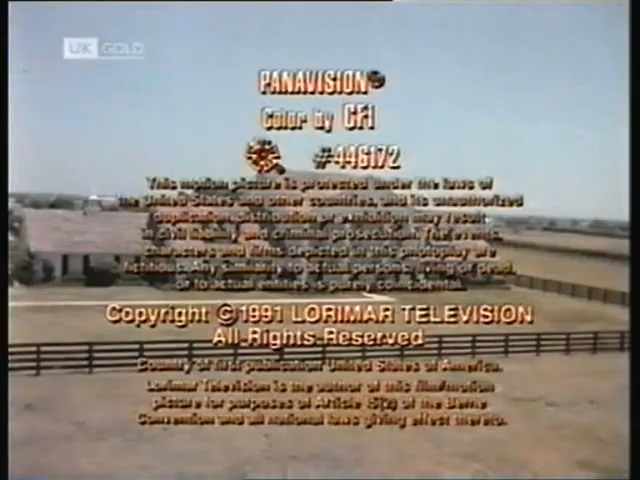 UK GOLD
PANAVISION®
Color by CFI
#446172
This motion picture is protected under the laws of
the United States and other countries, and its unauthorized
duplication, distribution or exhibition may result
in civil liability and criminal prosecution. The events,
characters and firms depicted in this photoplay are
fictitious. Any similarity to actual persons, living or dead,
or to actual entities is purely coincidental.
Copyright © 1991 LORIMAR TELEVISION
All Rights Reserved
Country of first publication United States of America.
Lorimar Television is the author of this film/motion
picture for purposes of Article 15(2) of the Berne
Convention and all national laws giving effect thereto.